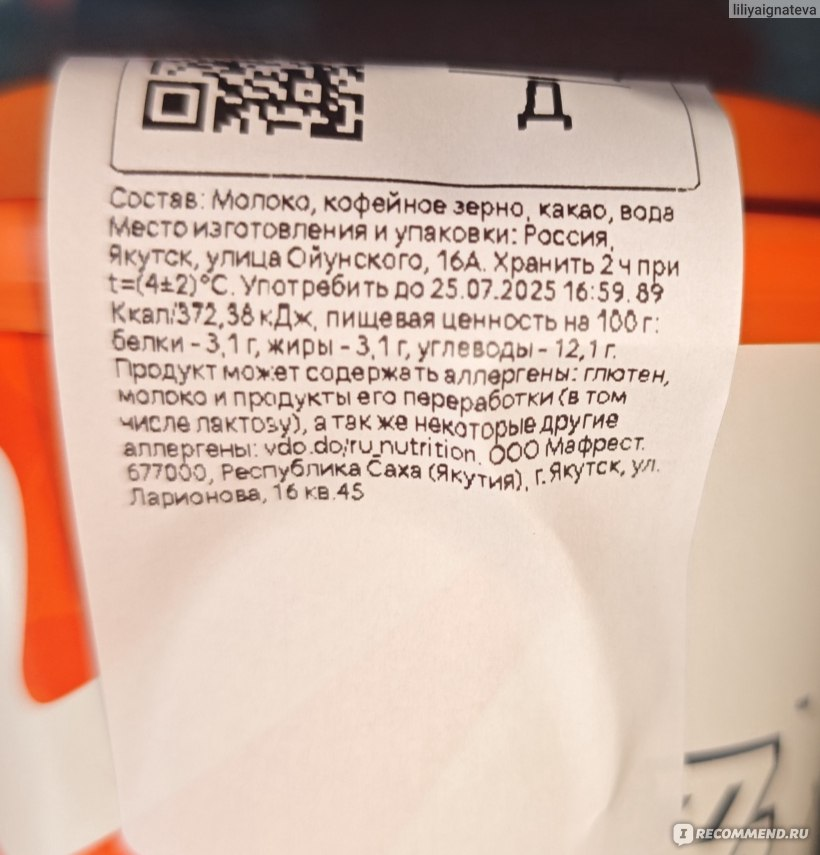 liliyaignateva
Д
Состав: Молоко, кофейное зерно, какао, вода
Место изготовления и упаковки: Россия,
Якутск, улица Ойунского, 16А. Хранить 2 ч при
t=(4±2)°C. Употребить до 25.07.2025 16:59. 89
Ккал/372,38 кДж, пищевая ценность на 100 г:
белки - 3,1 г, жиры - 3,1 г, углеводы - 12,1 г.
Продукт может содержать аллергены: глютен,
молоко и продукты его переработки (в том
числе лактозу), а так же некоторые другие
аллергены: vdo.do/ru_nutrition. ООО Мафрест.
677000, Республика Саха (Якутия), г. Якутск, ул.
Ларионова, 16 кв.45
IRECOMMEND.RU